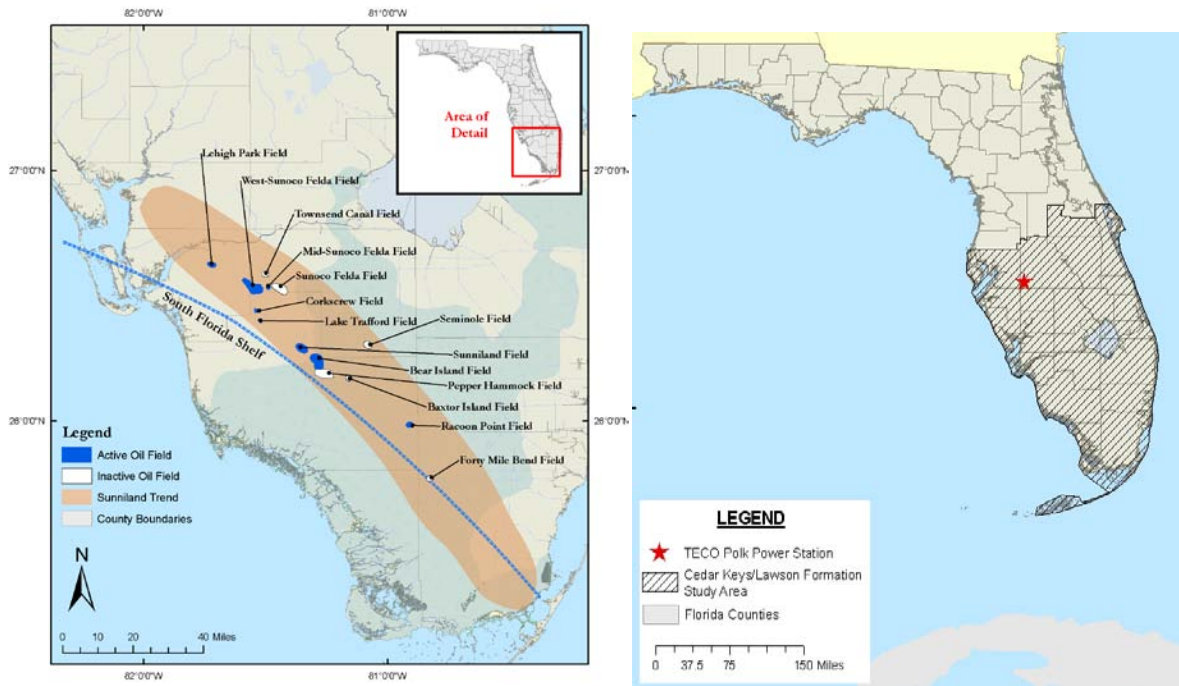 82°0'0"W
81°0'0"W
Area of
Detail
27°0'0"N
27°0'0"N
Lehigh Park Field
West-Sunoco Felda Field
Townsend Canal Field
Mid-Sunoco Felda Field
Sunoco Felda Field
Corkscrew Field
Lake Trafford Field
Seminole Field
South Florida Shelf
Sunniland Field
Bear Island Field
Pepper Hammock Field
Baxtor Island Field
Racoon Point Field
Forty Mile Bend Field
26°0'0"N
26°0'0"N
Legend
Active Oil Field
Inactive Oil Field
Sunniland Trend
County Boundaries
N
0 10 20 40 Miles
82°0'0"W
81°0'0"W
LEGEND
TECO Polk Power Station
Cedar Keys/Lawson Formation
Study Area
Florida Counties
0 37.5 75 150 Miles